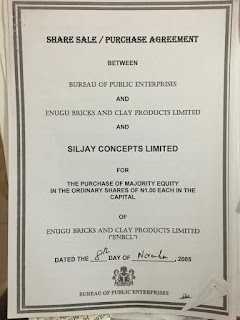 SHARE SALE / PURCHASE AGREEMENT
BETWEEN
BUREAU OF PUBLIC ENTERPRISES
AND
ENUGU BRICKS AND CLAY PRODUCTS LIMITED
AND
SILJAY CONCEPTS LIMITED
FOR
THE PURCHASE OF MAJORITY EQUITY
IN THE ORDINARY SHARES OF N1.00 EACH IN THE
CAPITAL
OF
ENUGU BRICKS AND CLAY PRODUCTS LIMITED
("ENBCL")
DATED THE 8th DAY OF November, 2005
BUREAU OF PUBLIC ENTERPRISES